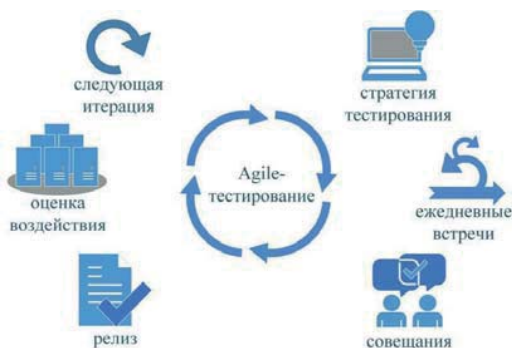 следующая
итерация
стратегия
тестирования
Agile-
тестирование
оценка
воздействия
ежедневные
встречи
релиз
совещания